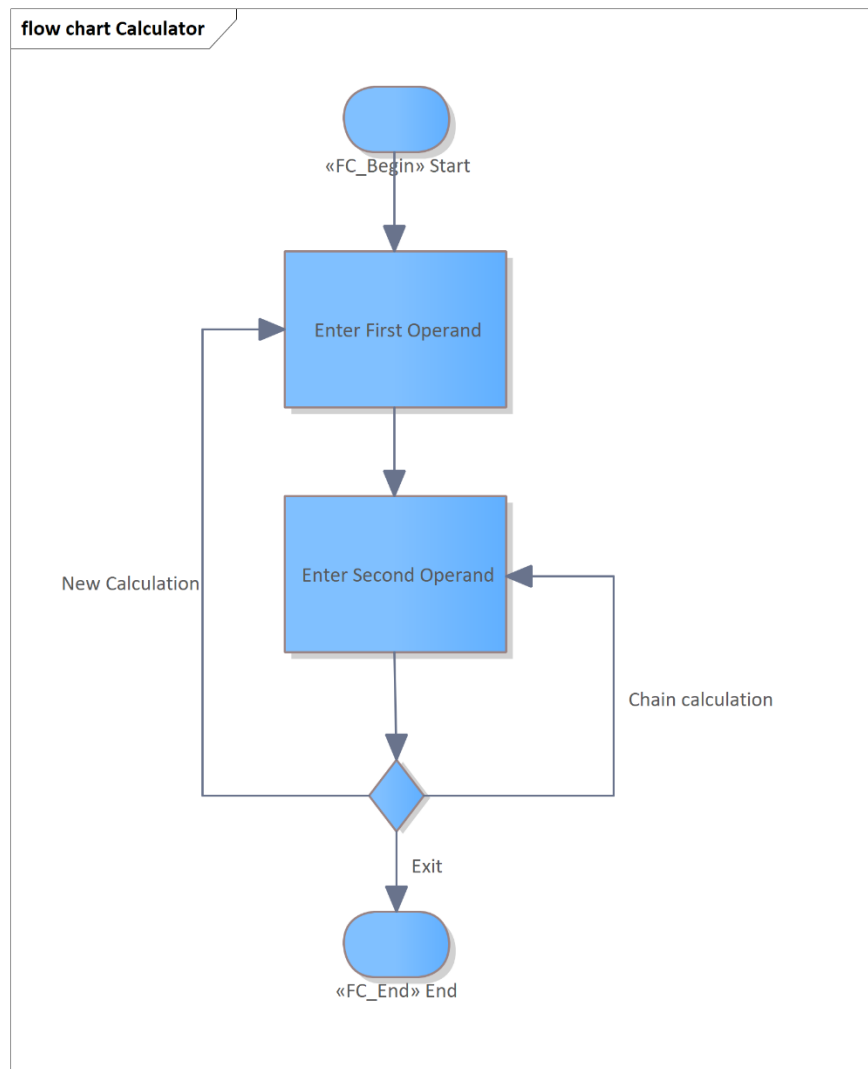 flow chart Calculator
«FC_Begin» Start
Enter First Operand
Enter Second Operand
New Calculation
Chain calculation
Exit
«FC_End» End